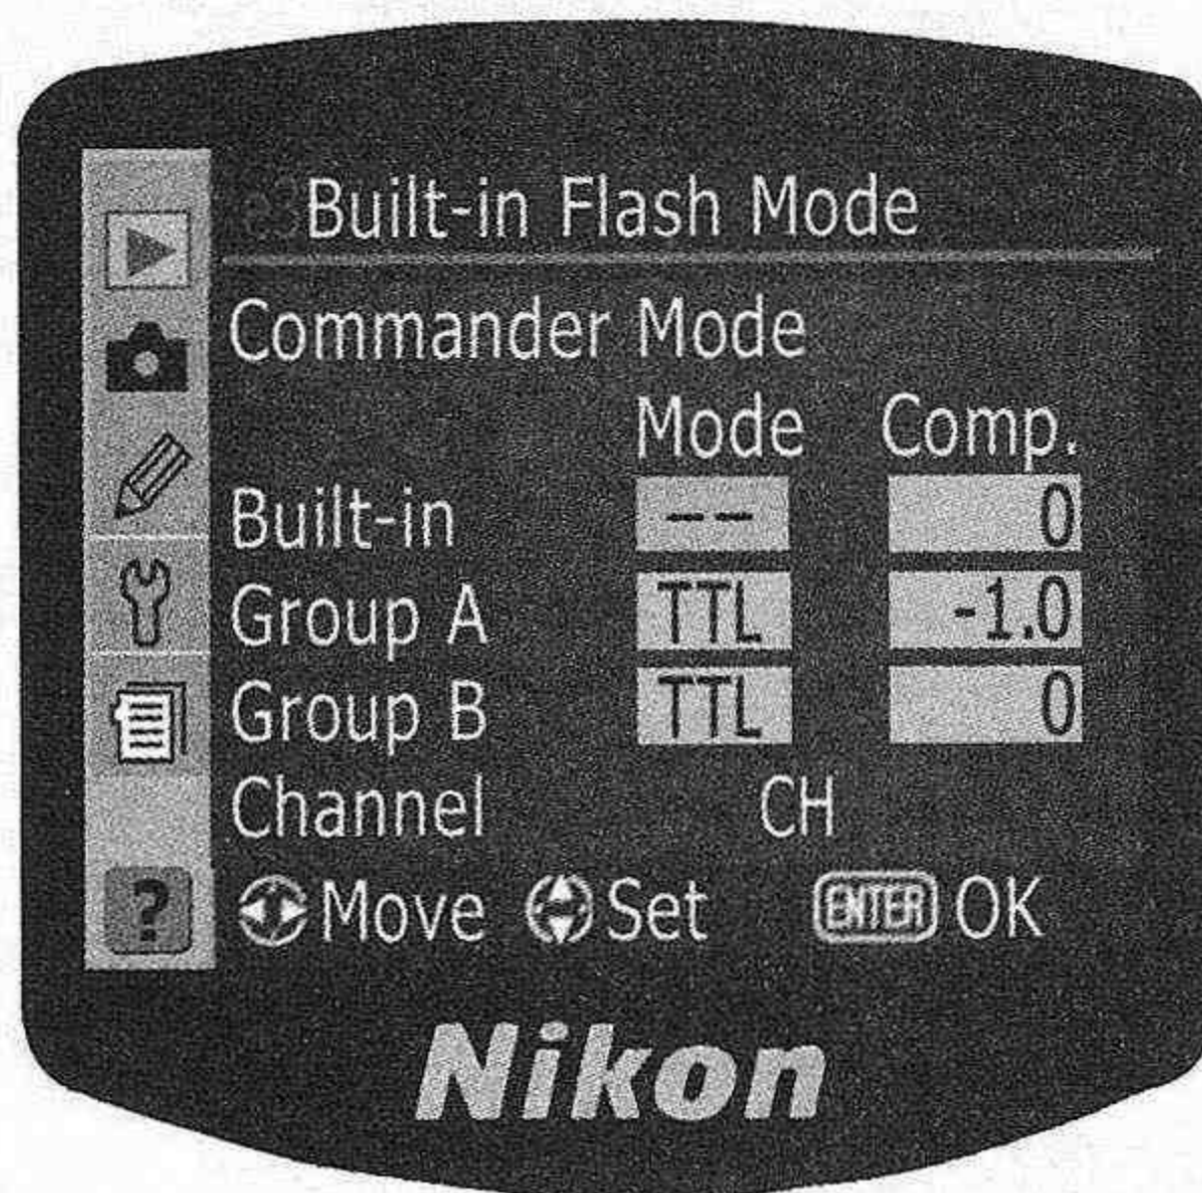 e3 Built-in Flash Mode
Commander Mode
Mode Comp.
Built-in -- 0
Group A TTL -1.0
Group B TTL 0
Channel CH
Move Set ENTER OK
Nikon
?